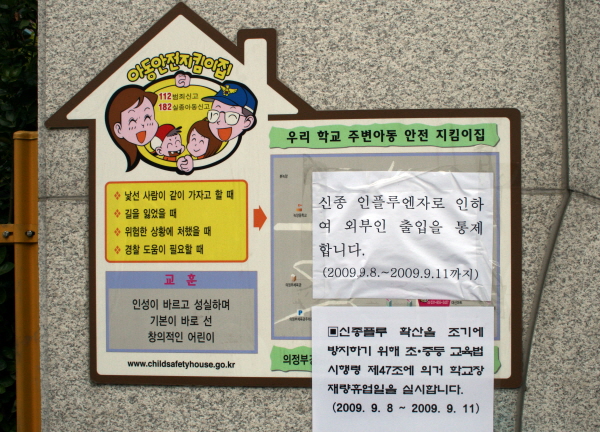 아동안전지킴이집
112 범죄신고
182 실종아동신고
낯선 사람이 같이 가자고 할 때
길을 잃었을 때
위험한 상황에 처했을 때
경찰 도움이 필요할 때
교 훈
인성이 바르고 성실하며
기본이 바로 선
창의적인 어린이
www.childsafetyhouse.go.kr
우리 학교 주변아동 안전 지킴이집
신종 인플루엔자로 인하
여 외부인 출입을 통제
합니다.
(2009.9.8.~2009.9.11까지)
의정부
▣신종플루 확산을 조기에
방지하기 위해 초·중등 교육법
시행령 제47조에 의거 학교장
재량휴업일을 실시합니다.
(2009. 9. 8 ~ 2009. 9. 11)